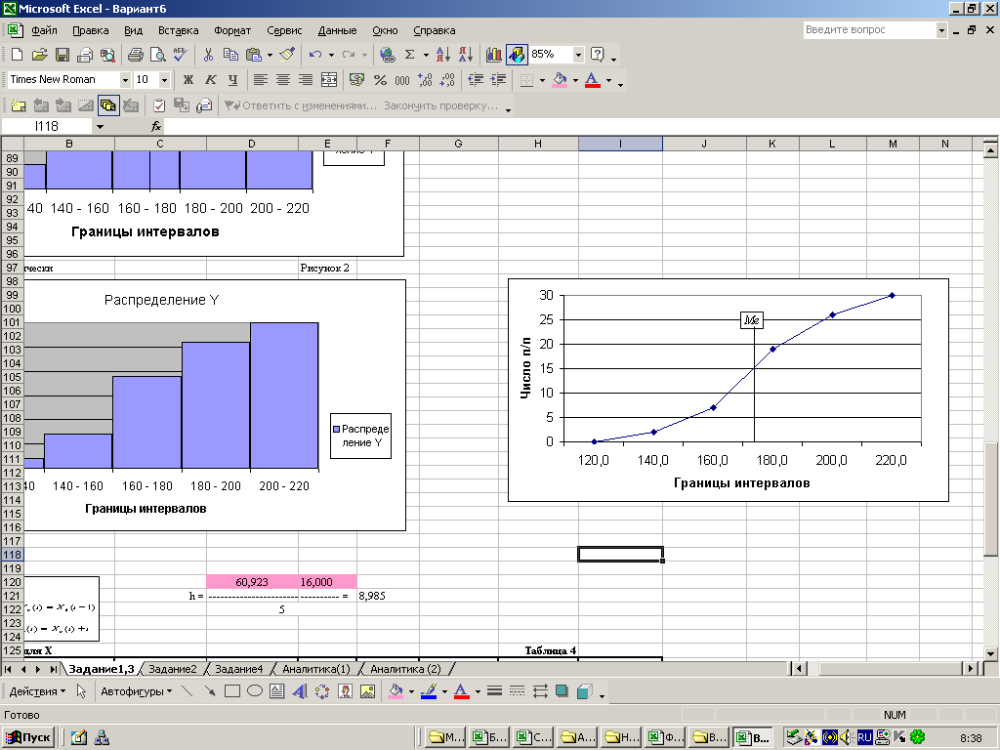 Microsoft Excel - Вариант6
Файл Правка Вид Вставка Формат Сервис Данные Окно Справка
Введите вопрос
85%
Times New Roman 10 Ж К Ч
Ответить с изменениями... Закончить проверку...
I118 fx
B C D E F G H I J K L M N
89
90
91
92
93 40 140 - 160 160 - 180 180 - 200 200 - 220
94
95 Границы интервалов
96
97 чески Рисунок 2
98
99 Распределение Y
100
101
102
103
104
105
106
107
108
109 Распреде
110 ление Y
111
112
113 40 140 - 160 160 - 180 180 - 200 200 - 220
114
115 Границы интервалов
116
117
118
119
120
121
122
123
124
125
30
25
20
15
10
5
0
Число п/п
Me
120,0 140,0 160,0 180,0 200,0 220,0
Границы интервалов
60,923 16,000
h = ------------------------ ---------- = 8,985
5
(i) = X (i - 1)
(i) = X (i) + i
для X Таблица 4
Задание1,3 Задание2 Задание4 Аналитика(1) Аналитика (2)
Действия Автофигуры
Готово NUM
Пуск М... Б... С... А... Н... Ф... В... В... RU 8:38